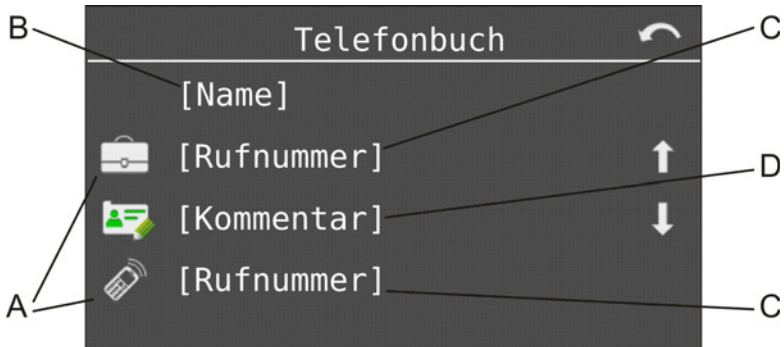 B
Telefonbuch
C
[Name]
[Rufnummer]
[Kommentar]
D
[Rufnummer]
A
C